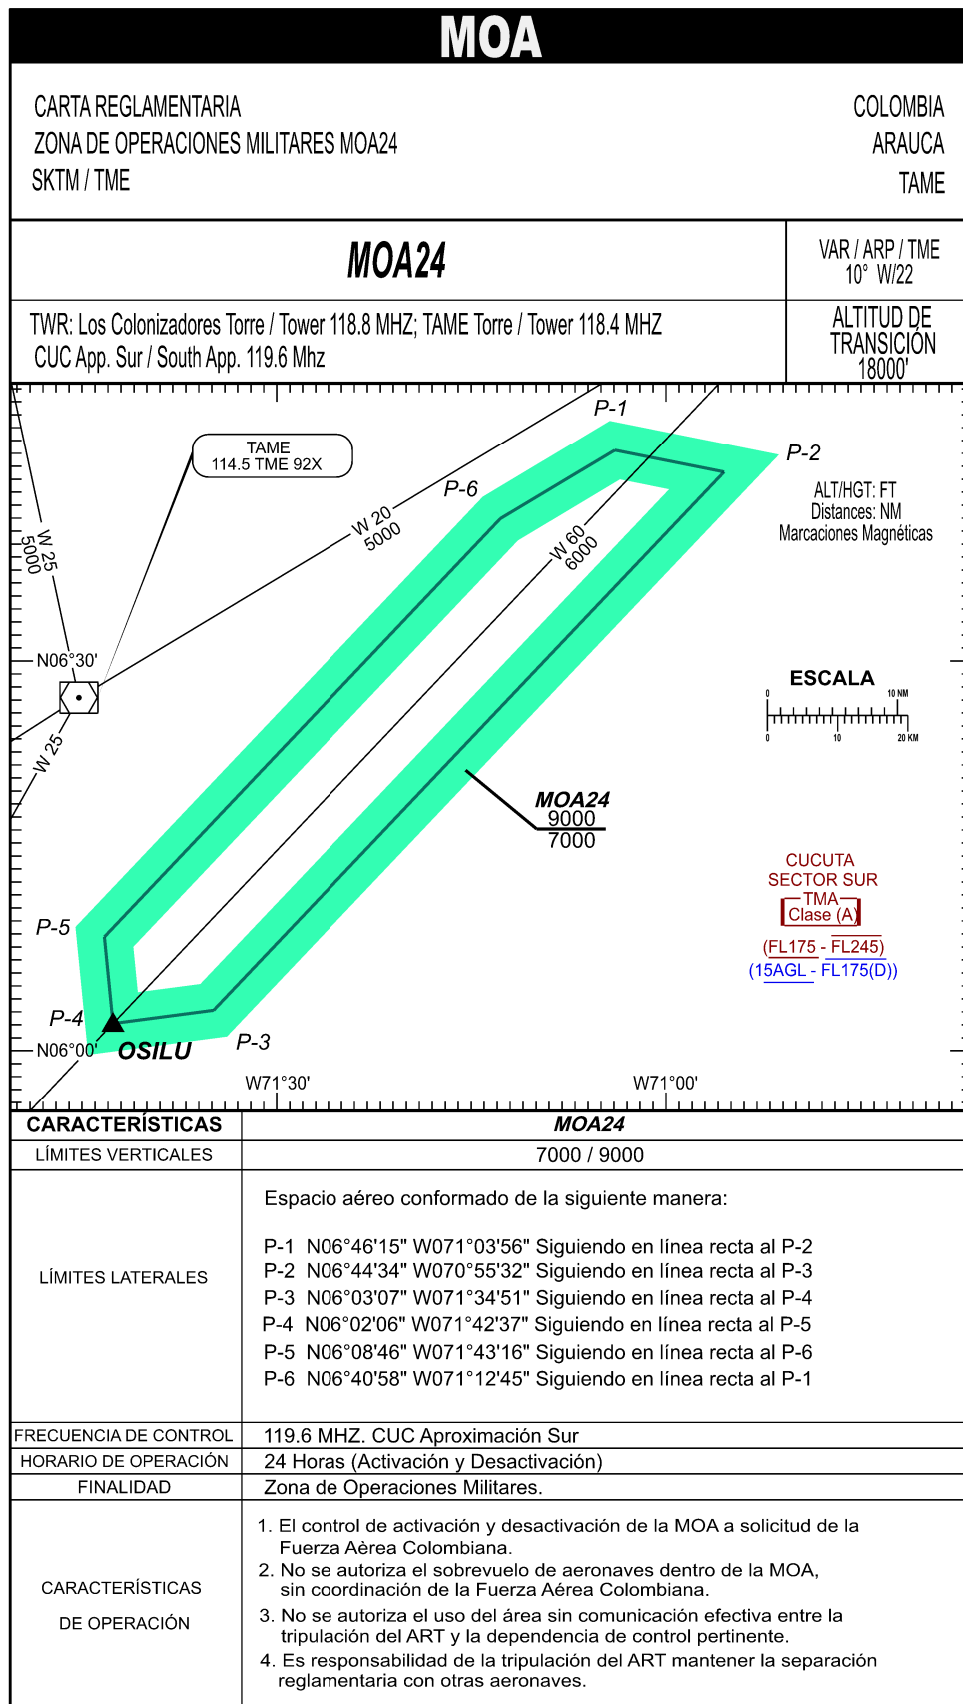 MOA
CARTA REGLAMENTARIA
ZONA DE OPERACIONES MILITARES MOA24
SKTM / TME
COLOMBIA
ARAUCA
TAME
MOA24
VAR / ARP / TME
10° W/22
TWR: Los Colonizadores Torre / Tower 118.8 MHZ; TAME Torre / Tower 118.4 MHZ
CUC App. Sur / South App. 119.6 Mhz
ALTITUD DE
TRANSICIÓN
18000'
P-1
P-2
TAME
114.5 TME 92X
P-6
ALT/HGT: FT
Distances: NM
Marcaciones Magnéticas
W 20
5000
W 60
6000
W 25
5000
N06°30'
W 25
ESCALA
0 10 NM
0 10 20 KM
MOA24
9000
7000
CUCUTA
SECTOR SUR
TMA
Clase (A)
(FL175 - FL245)
(15AGL - FL175(D))
P-5
P-4
P-3
N06°00'
OSILU
W71°30'
W71°00'
CARACTERÍSTICAS
MOA24
LÍMITES VERTICALES
7000 / 9000
LÍMITES LATERALES
Espacio aéreo conformado de la siguiente manera:
P-1 N06°46'15" W071°03'56" Siguiendo en línea recta al P-2
P-2 N06°44'34" W070°55'32" Siguiendo en línea recta al P-3
P-3 N06°03'07" W071°34'51" Siguiendo en línea recta al P-4
P-4 N06°02'06" W071°42'37" Siguiendo en línea recta al P-5
P-5 N06°08'46" W071°43'16" Siguiendo en línea recta al P-6
P-6 N06°40'58" W071°12'45" Siguiendo en línea recta al P-1
FRECUENCIA DE CONTROL
119.6 MHZ. CUC Aproximación Sur
HORARIO DE OPERACIÓN
24 Horas (Activación y Desactivación)
FINALIDAD
Zona de Operaciones Militares.
CARACTERÍSTICAS
DE OPERACIÓN
1. El control de activación y desactivación de la MOA a solicitud de la
Fuerza Aèrea Colombiana.
2. No se autoriza el sobrevuelo de aeronaves dentro de la MOA,
sin coordinación de la Fuerza Aérea Colombiana.
3. No se autoriza el uso del área sin comunicación efectiva entre la
tripulación del ART y la dependencia de control pertinente.
4. Es responsabilidad de la tripulación del ART mantener la separación
reglamentaria con otras aeronaves.